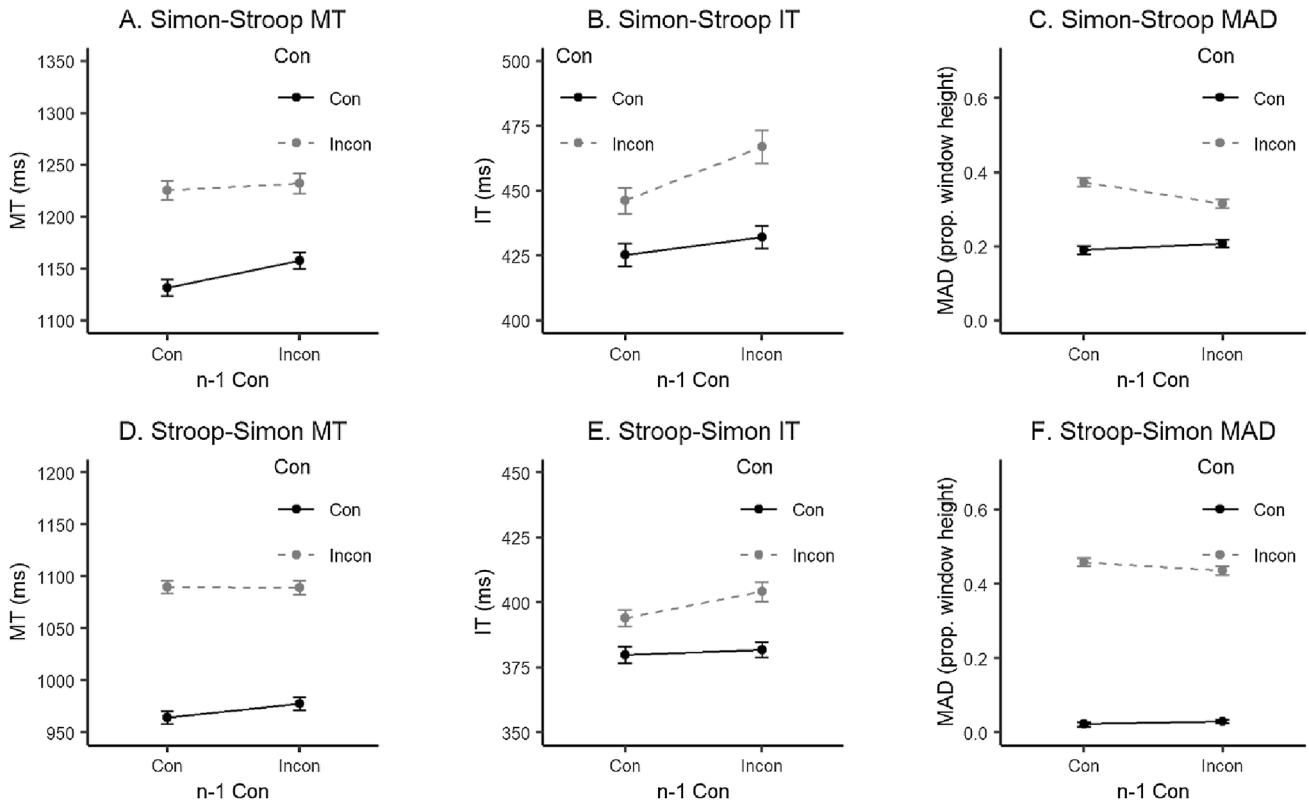 A. Simon-Stroop MT
Con
Con
Incon
MT (ms)
1350
1300
1250
1200
1150
1100
Con
Incon
n-1 Con
B. Simon-Stroop IT
Con
Con
Incon
IT (ms)
500
475
450
425
400
Con
Incon
n-1 Con
C. Simon-Stroop MAD
Con
Con
Incon
MAD (prop. window height)
0.6
0.4
0.2
0.0
Con
Incon
n-1 Con
D. Stroop-Simon MT
Con
Con
Incon
MT (ms)
1200
1150
1100
1050
1000
950
Con
Incon
n-1 Con
E. Stroop-Simon IT
Con
Con
Incon
IT (ms)
450
425
400
375
350
Con
Incon
n-1 Con
F. Stroop-Simon MAD
Con
Con
Incon
MAD (prop. window height)
0.6
0.4
0.2
0.0
Con
Incon
n-1 Con